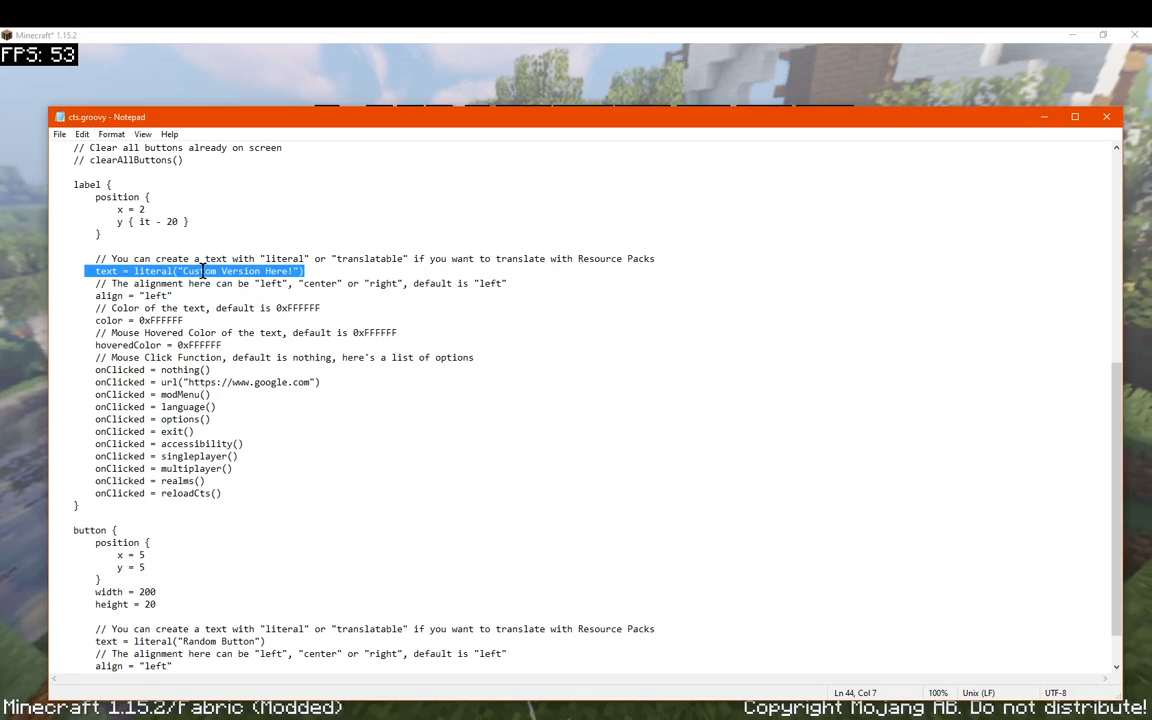 Minecraft* 1.15.2
FPS: 53
cts.groovy - Notepad
File Edit Format View Help
// Clear all buttons already on screen
// clearAllButtons()
label {
position {
x = 2
y { it - 20 }
}
// You can create a text with "literal" or "translatable" if you want to translate with Resource Packs
text = literal("Custom Version Here!")
// The alignment here can be "left", "center" or "right", default is "left"
align = "left"
// Color of the text, default is 0xFFFFFF
color = 0xFFFFFF
// Mouse Hovered Color of the text, default is 0xFFFFFF
hoveredColor = 0xFFFFFF
// Mouse Click Function, default is nothing, here's a list of options
onClicked = nothing()
onClicked = url("https://www.google.com")
onClicked = modMenu()
onClicked = language()
onClicked = options()
onClicked = exit()
onClicked = accessibility()
onClicked = singleplayer()
onClicked = multiplayer()
onClicked = realms()
onClicked = reloadCts()
}
button {
position {
x = 5
y = 5
}
width = 200
height = 20
// You can create a text with "literal" or "translatable" if you want to translate with Resource Packs
text = literal("Random Button")
// The alignment here can be "left", "center" or "right", default is "left"
align = "left"
Ln 44, Col 7 100% Unix (LF) UTF-8
Minecraft 1.15.2/Fabric (Modded) Copyright Mojang AB. Do not distribute!